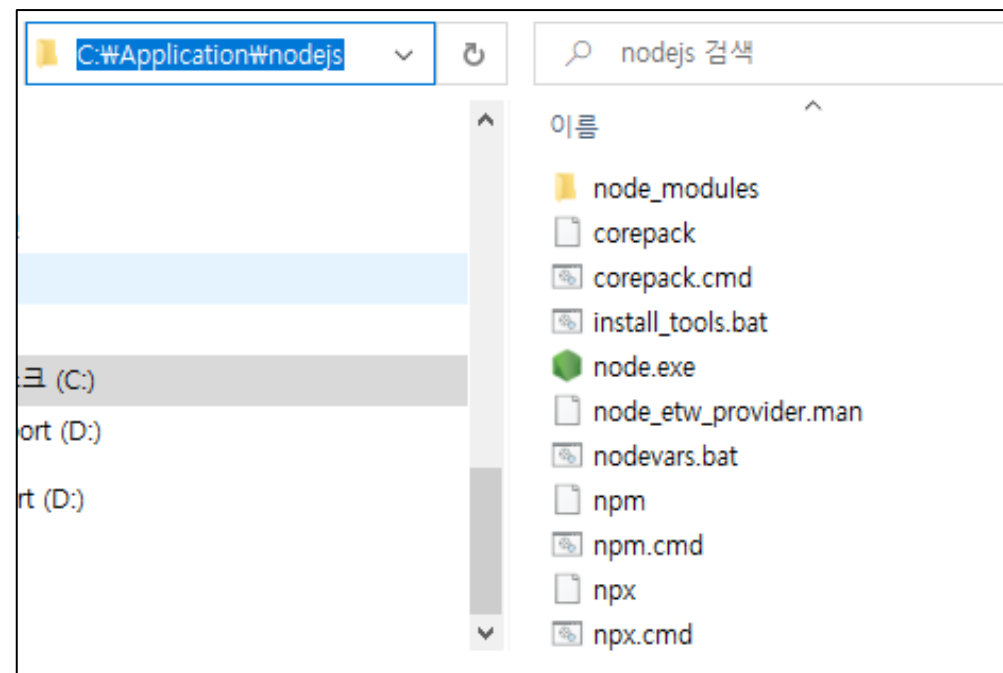 C:₩Application₩nodejs
nodejs 검색
이름
node_modules
corepack
corepack.cmd
install_tools.bat
node.exe
node_etw_provider.man
nodevars.bat
npm
npm.cmd
npx
npx.cmd
크 (C:)
ort (D:)
rt (D:)